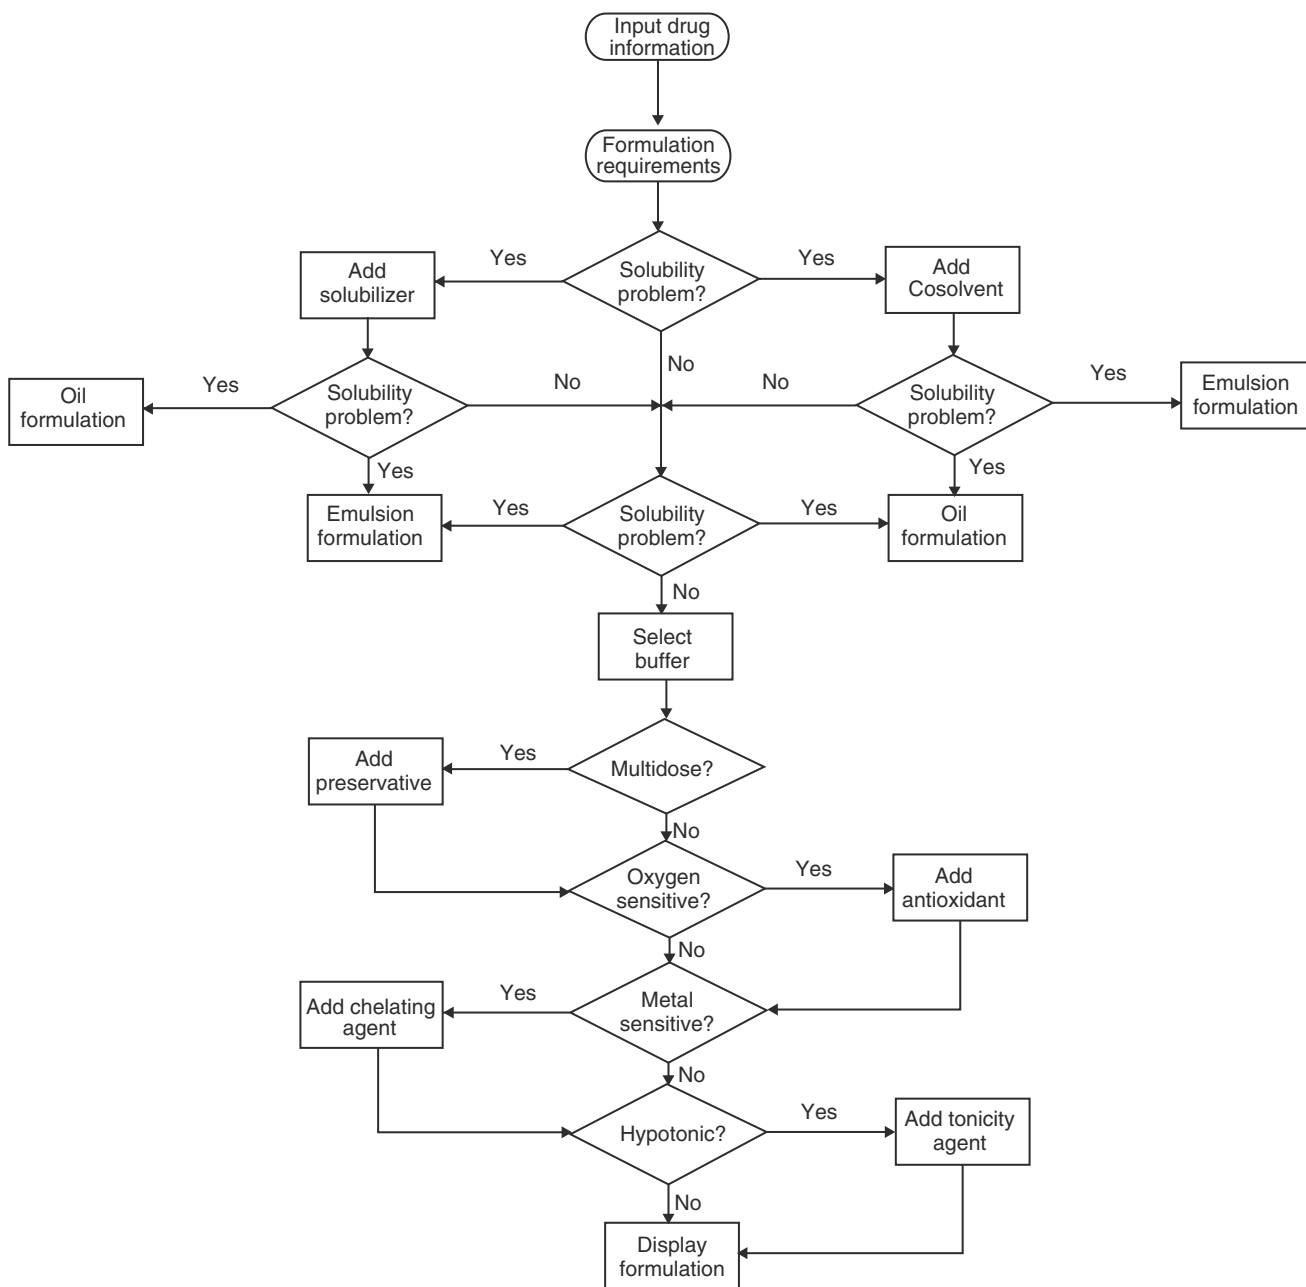 Input drug
information
Formulation
requirements
Yes
Solubility
problem?
Yes
Add
solubilizer
Add
Cosolvent
No
Oil
formulation
Yes
Solubility
problem?
No
No
Solubility
problem?
Yes
Emulsion
formulation
Yes
Yes
Emulsion
formulation
Yes
Solubility
problem?
Yes
Oil
formulation
No
Select
buffer
Add
preservative
Yes
Multidose?
No
Oxygen
sensitive?
Yes
Add
antioxidant
No
Add chelating
agent
Yes
Metal
sensitive?
No
Hypotonic?
Yes
Add tonicity
agent
No
Display
formulation